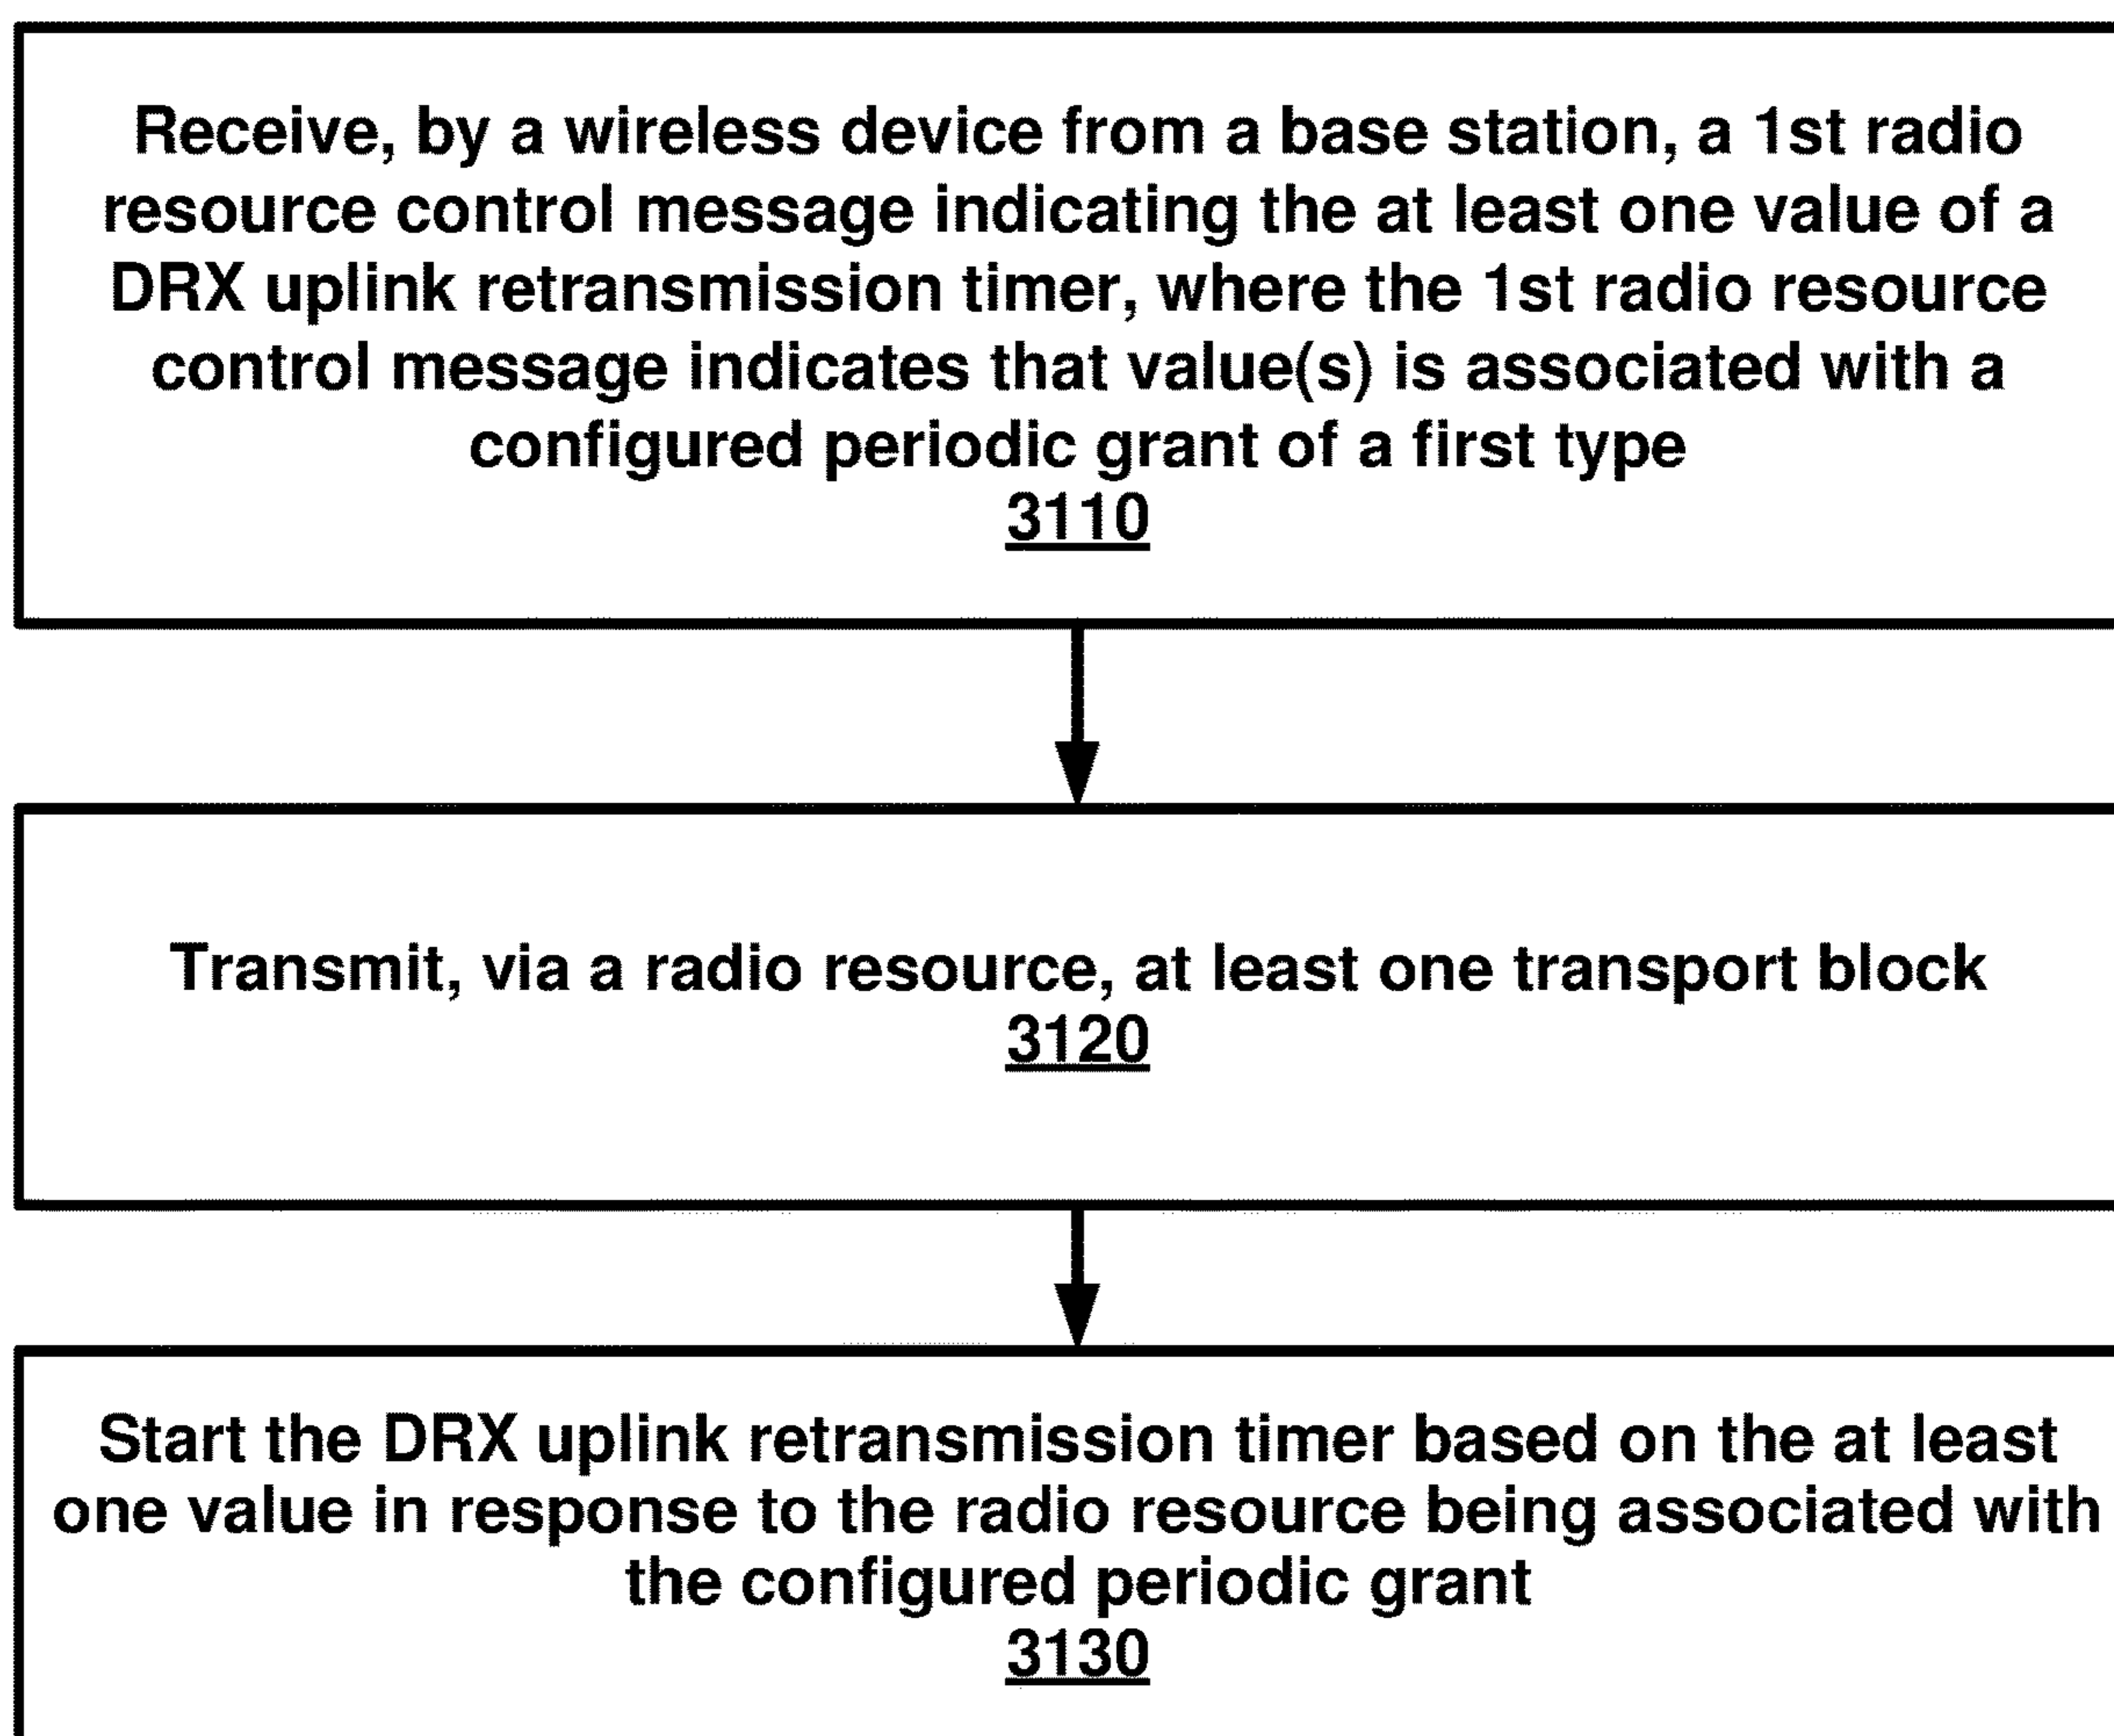 Receive, by a wireless device from a base station, a 1st radio
resource control message indicating the at least one value of a
DRX uplink retransmission timer, where the 1st radio resource
control message indicates that value(s) is associated with a
configured periodic grant of a first type
3110
Transmit, via a radio resource, at least one transport block
3120
Start the DRX uplink retransmission timer based on the at least
one value in response to the radio resource being associated with
the configured periodic grant
3130